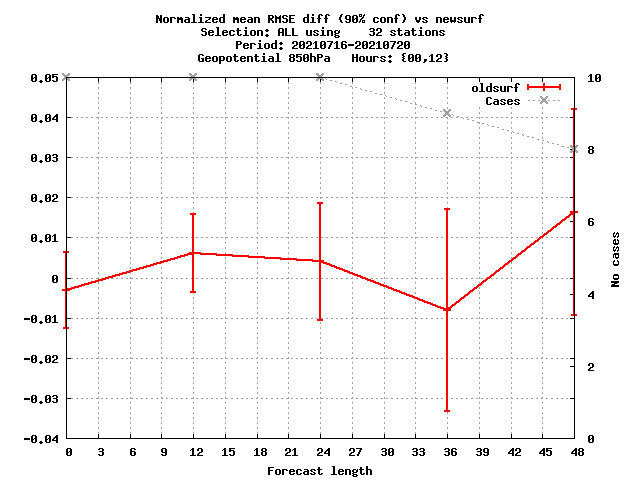 Normalized mean RMSE diff (90% conf) vs newsurf
Selection: ALL using    32 stations
Period: 20210716-20210720
Geopotential 850hPa   Hours: {00,12}
oldsurf
Cases
0.05
0.04
0.03
0.02
0.01
0
-0.01
-0.02
-0.03
-0.04
10
8
6
4
2
0
No cases
0 3 6 9 12 15 18 21 24 27 30 33 36 39 42 45 48
Forecast length